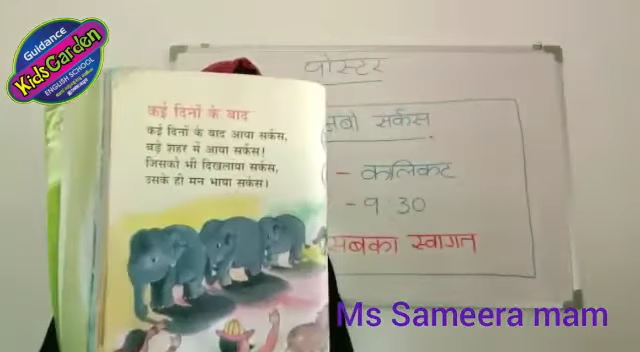 Guidance
Kids Garden
ENGLISH SCHOOL
पोस्टर
कई दिनों के बाद
कई दिनों के बाद आया सर्कस,
बड़े शहर में आया सर्कस!
जिसको भी दिखलाया सर्कस,
उसके ही मन भाया सर्कस।
सर्कस
- कालिकट
- ९:30
सबका स्वागत
Ms Sameera mam